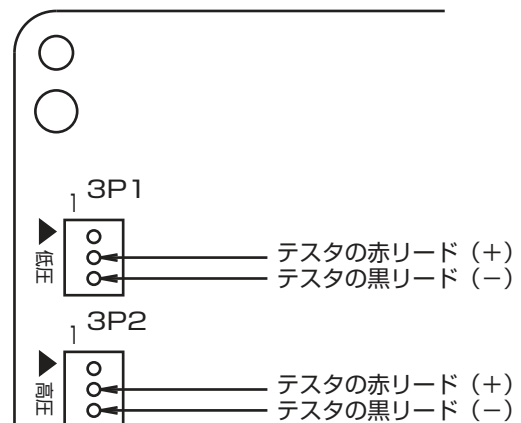 1 3P1
低圧
テスタの赤リード（＋）
テスタの黒リード（－）
1 3P2
高圧
テスタの赤リード（＋）
テスタの黒リード（－）